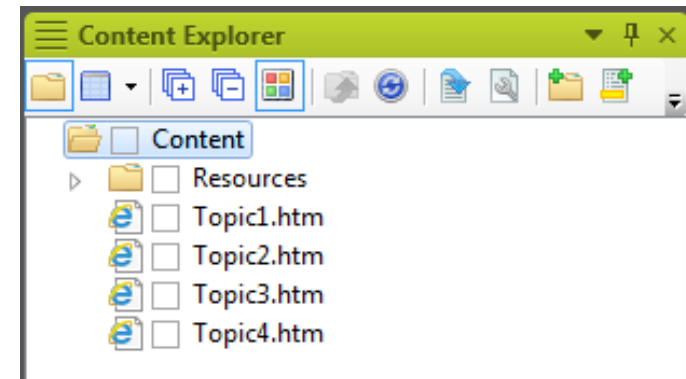 Content Explorer
Content
Resources
Topic1.htm
Topic2.htm
Topic3.htm
Topic4.htm